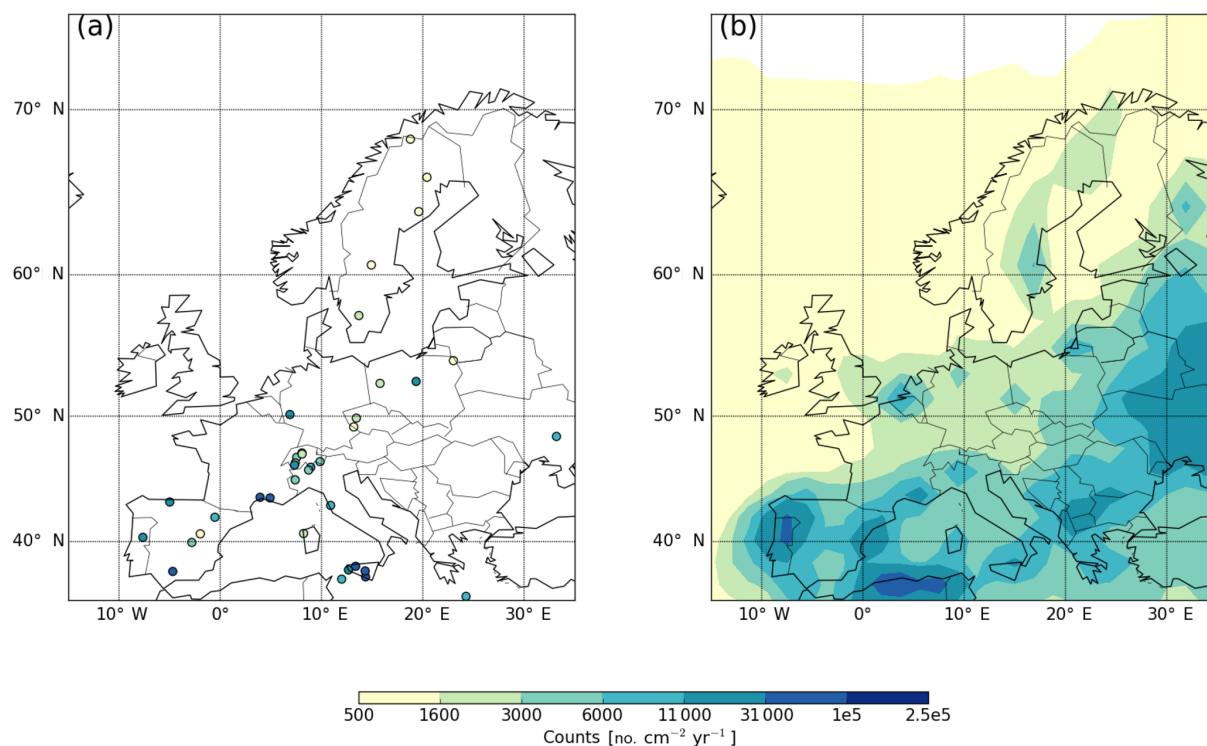 (a)
(b)
70° N
70° N
60° N
60° N
50° N
50° N
40° N
40° N
10° W 0° 10° E 20° E 30° E
10° W 0° 10° E 20° E 30° E
500 1600 3000 6000 11 000 31 000 1e5 2.5e5
Counts [no. cm⁻² yr⁻¹ ]